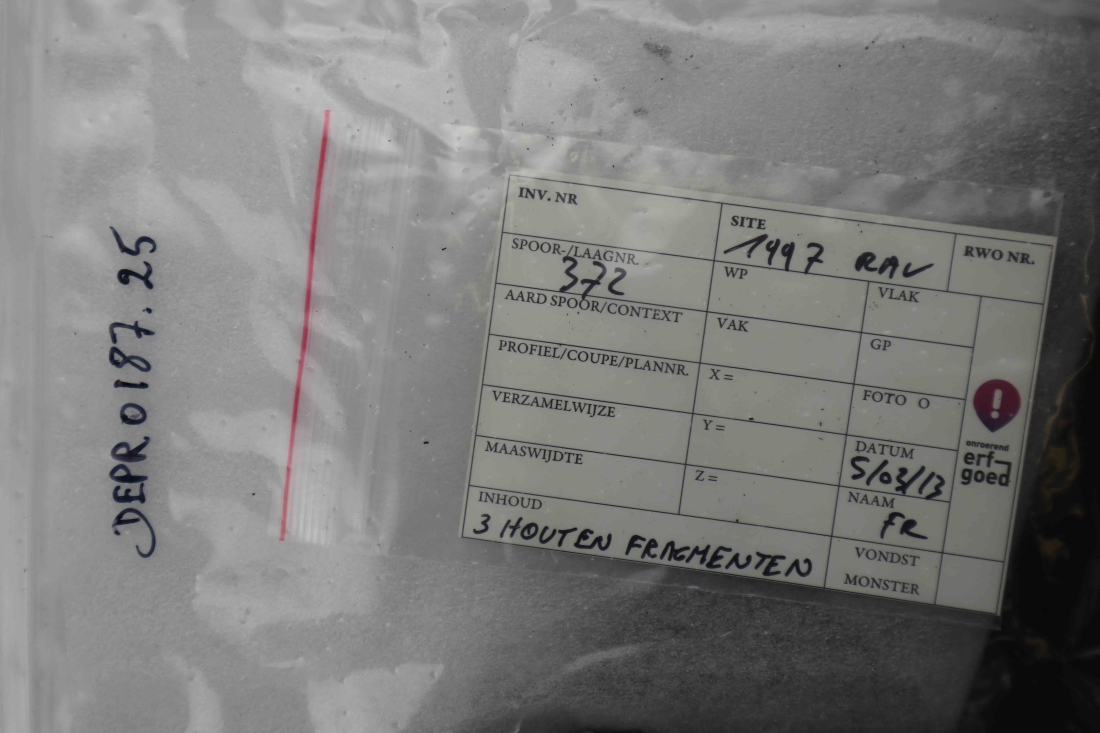 DEPRO187.25
INV. NR
SITE
1997 RAV
RWO NR.
SPOOR-/LAAGNR.
372
WP
VLAK
AARD SPOOR/CONTEXT
VAK
GP
PROFIEL/COUPE/PLANNR.
X =
FOTO O
VERZAMELWIJZE
Y =
DATUM
5/03/13
MAASWIJDTE
Z =
NAAM
FR
INHOUD
3 HOUTEN FRAGMENTEN
VONDST
MONSTER
onroerend
erf-
goed